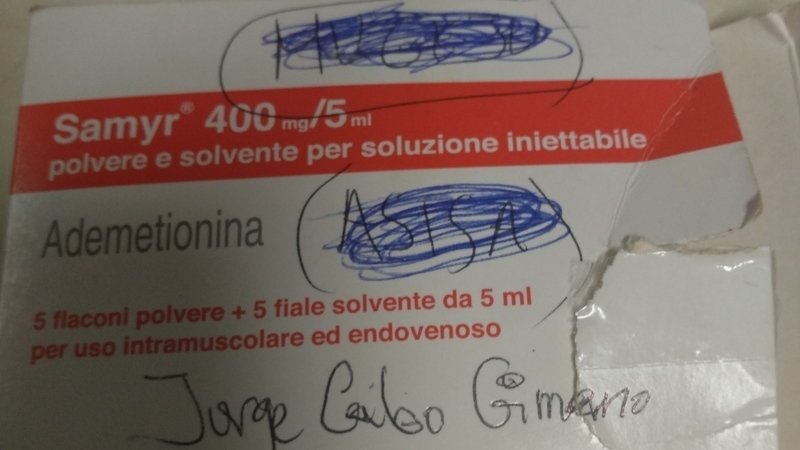 Samyr® 400 mg/5 ml
polvere e solvente per soluzione iniettabile
Ademetionina
(ASISA)
5 flaconi polvere + 5 fiale solvente da 5 ml
per uso intramuscolare ed endovenoso
Jorge